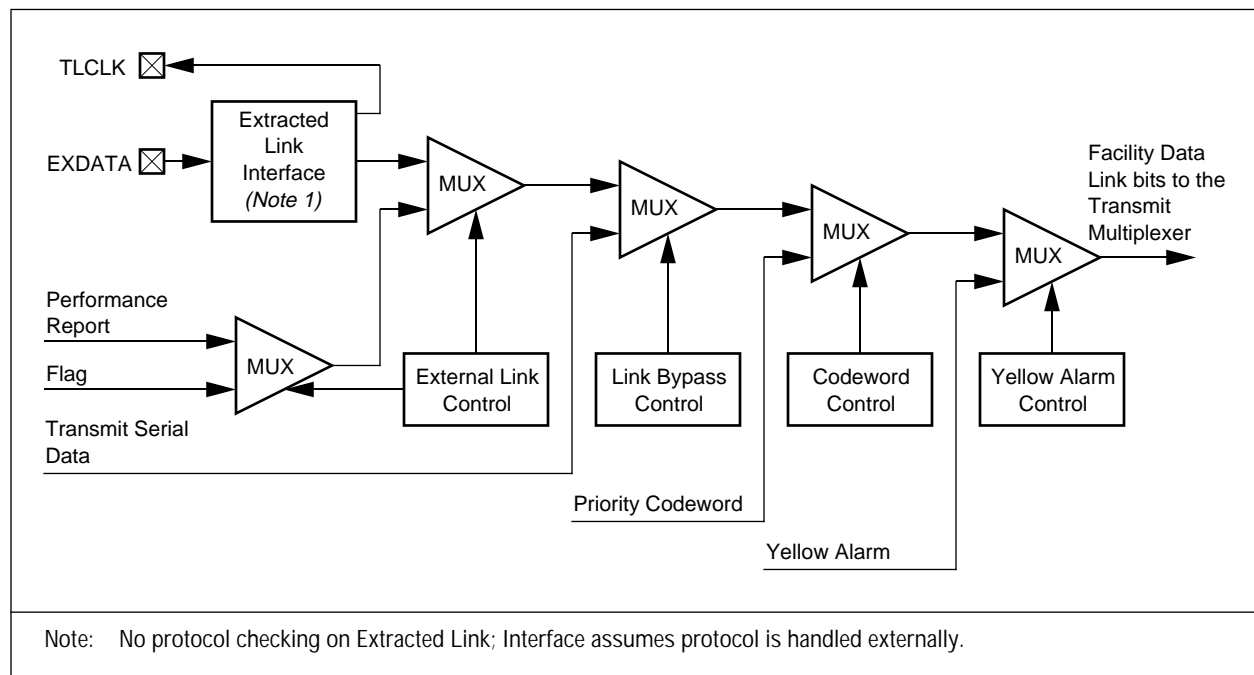 TLCLK
EXDATA
Extracted
Link
Interface
(Note 1)
MUX
MUX
MUX
MUX
Facility Data
Link bits to the
Transmit
Multiplexer
Performance
Report
Flag
MUX
External Link
Control
Link Bypass
Control
Codeword
Control
Yellow Alarm
Control
Transmit Serial
Data
Priority Codeword
Yellow Alarm
Note: No protocol checking on Extracted Link; Interface assumes protocol is handled externally.